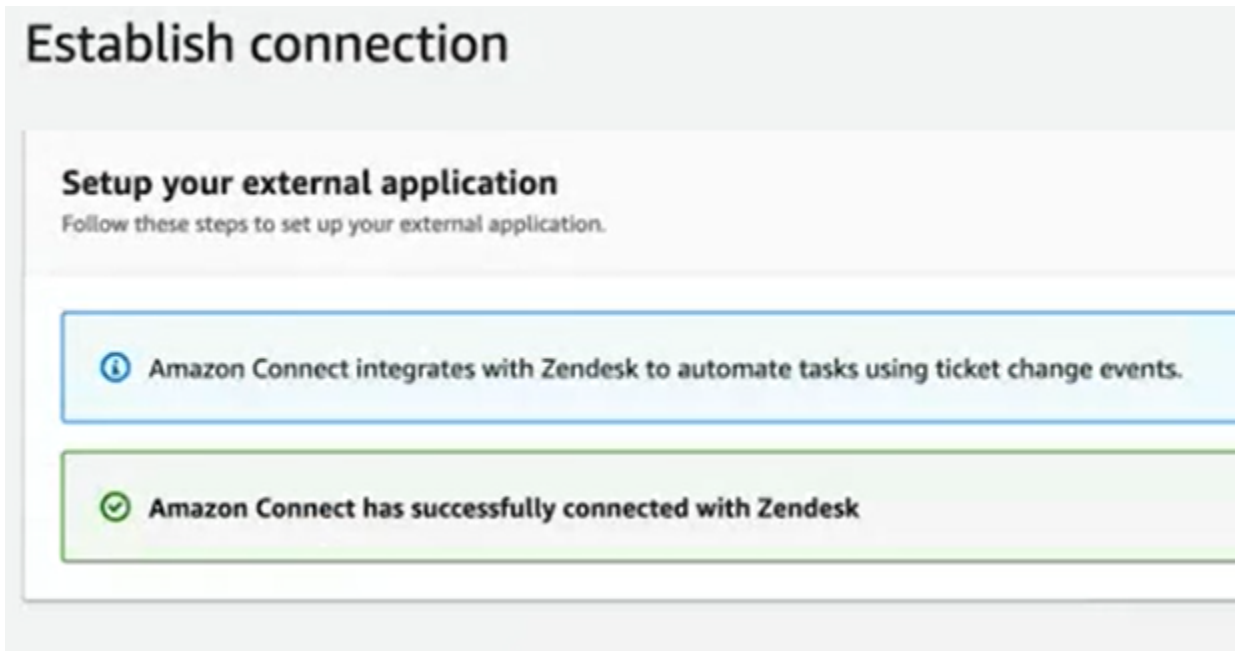 Establish connection
Setup your external application
Follow these steps to set up your external application.
Amazon Connect integrates with Zendesk to automate tasks using ticket change events.
Amazon Connect has successfully connected with Zendesk